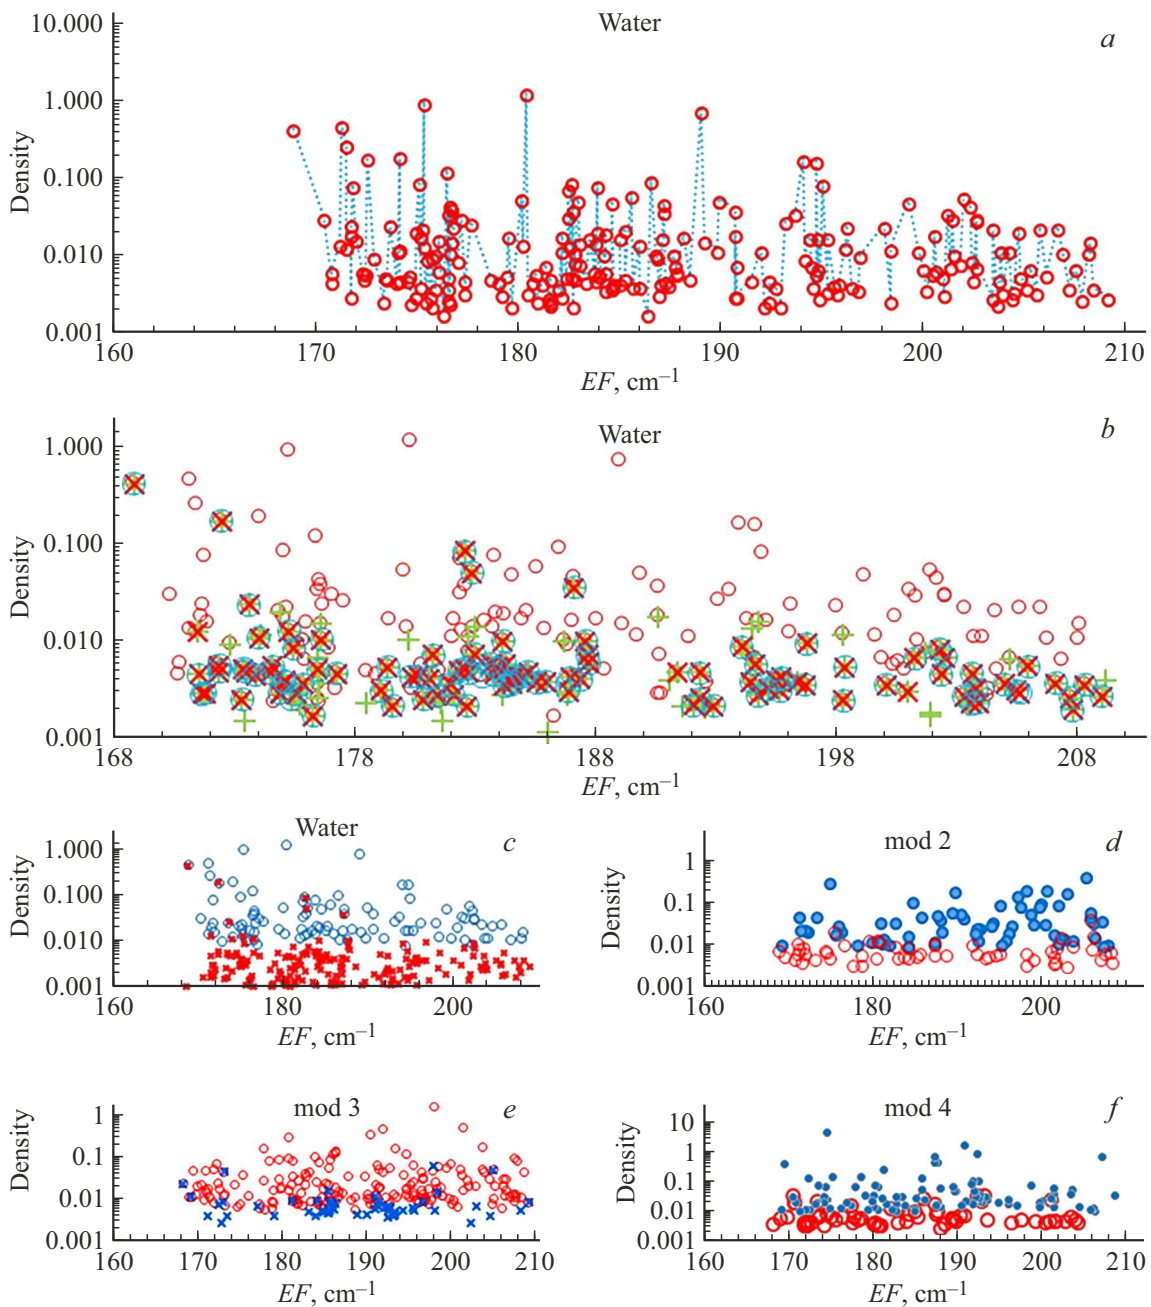 Water
a
10.000
1.000
0.100
0.010
0.001
Density
160 170 180 190 200 210
EF, cm–1
Water
b
1.000
0.100
0.010
0.001
Density
168 178 188 198 208
EF, cm–1
Water
c
1.000
0.100
0.010
0.001
Density
160 180 200
EF, cm–1
mod 2
d
1
0.1
0.01
0.001
Density
160 180 200
EF, cm–1
mod 3
e
1
0.1
0.01
0.001
Density
160 170 180 190 200 210
EF, cm–1
mod 4
f
10
1
0.1
0.01
0.001
Density
160 170 180 190 200 210
EF, cm–1